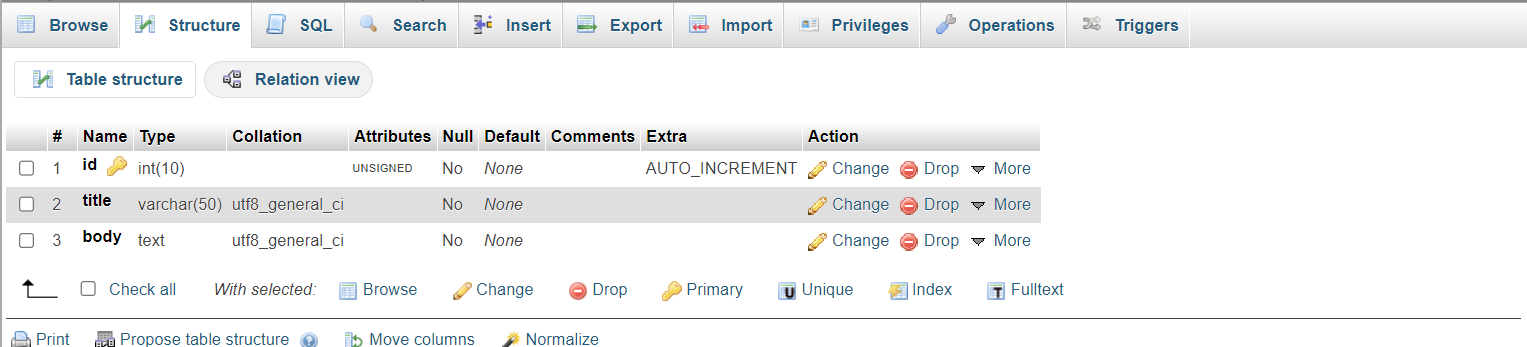 Browse Structure SQL Search Insert Export Import Privileges Operations Triggers
Table structure Relation view
# Name Type Collation Attributes Null Default Comments Extra Action
1 id int(10) UNSIGNED No None AUTO_INCREMENT Change Drop More
2 title varchar(50) utf8_general_ci No None Change Drop More
3 body text utf8_general_ci No None Change Drop More
Check all With selected: Browse Change Drop Primary Unique Index Fulltext
Print Propose table structure Move columns Normalize